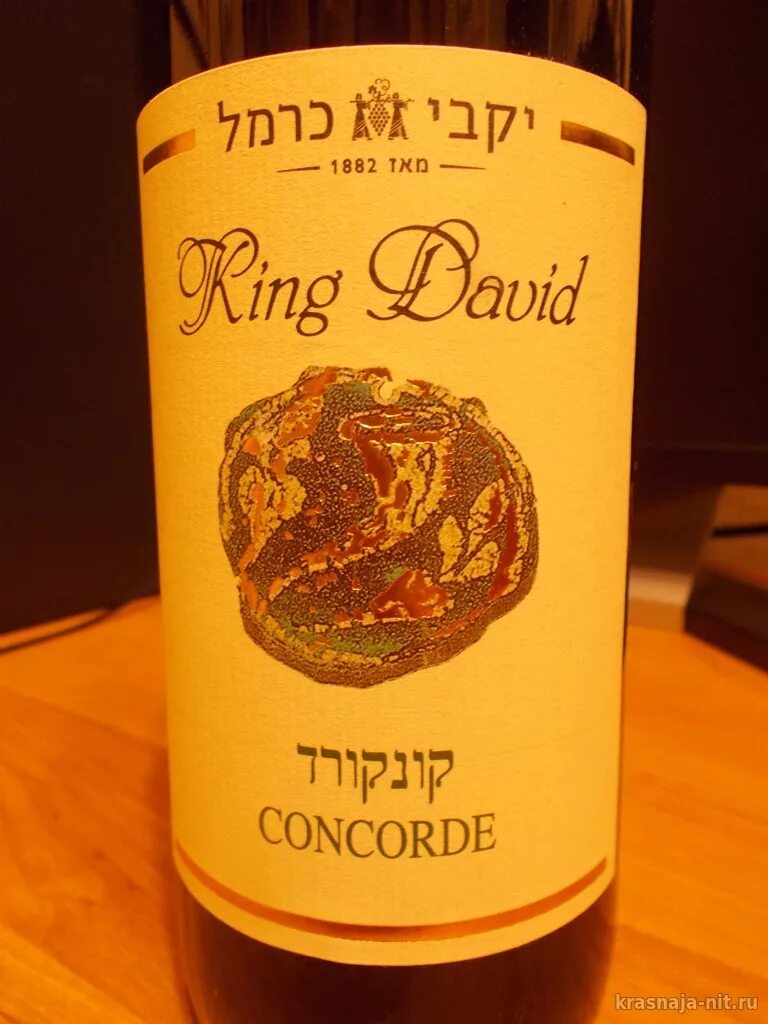 יקבי כרמל
מאז 1882
King David
קונקורד
CONCORDE
krasnaja-nit.ru